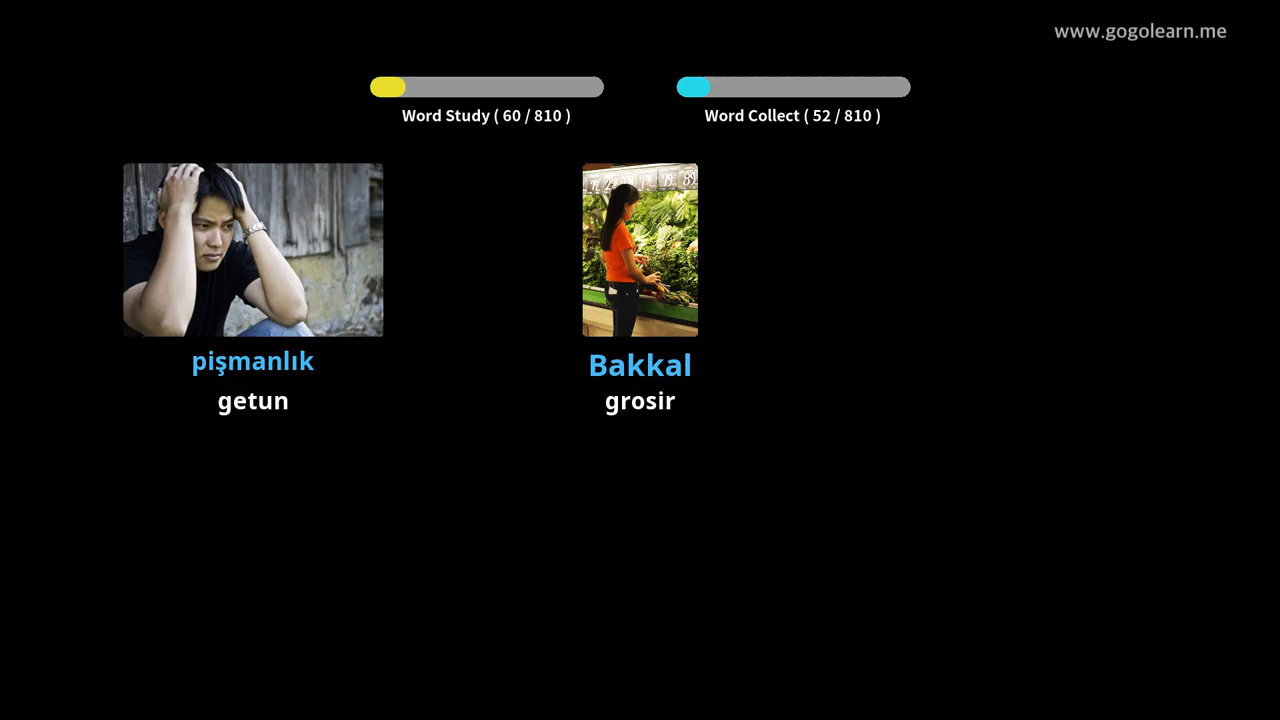 www.gogolearn.me
Word Study ( 60 / 810 )
Word Collect ( 52 / 810 )
pişmanlık
getun
Bakkal
grosir